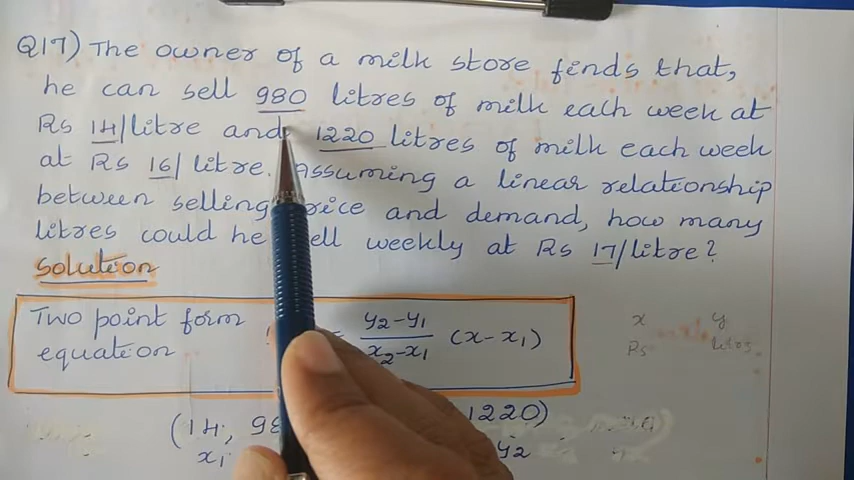 Q17) The owner of a milk store finds that,
he can sell 980 litres of milk each week at
Rs 14/litre and 1220 litres of milk each week
at Rs 16/litre. Assuming a linear relationship
between selling price and demand, how many
litres could he sell weekly at Rs 17/litre?
Solution
Two point form = y2-y1 / x2-x1 (x-x1)
equation
x y
Rs litres
(14, 98 1220)
x1 y2